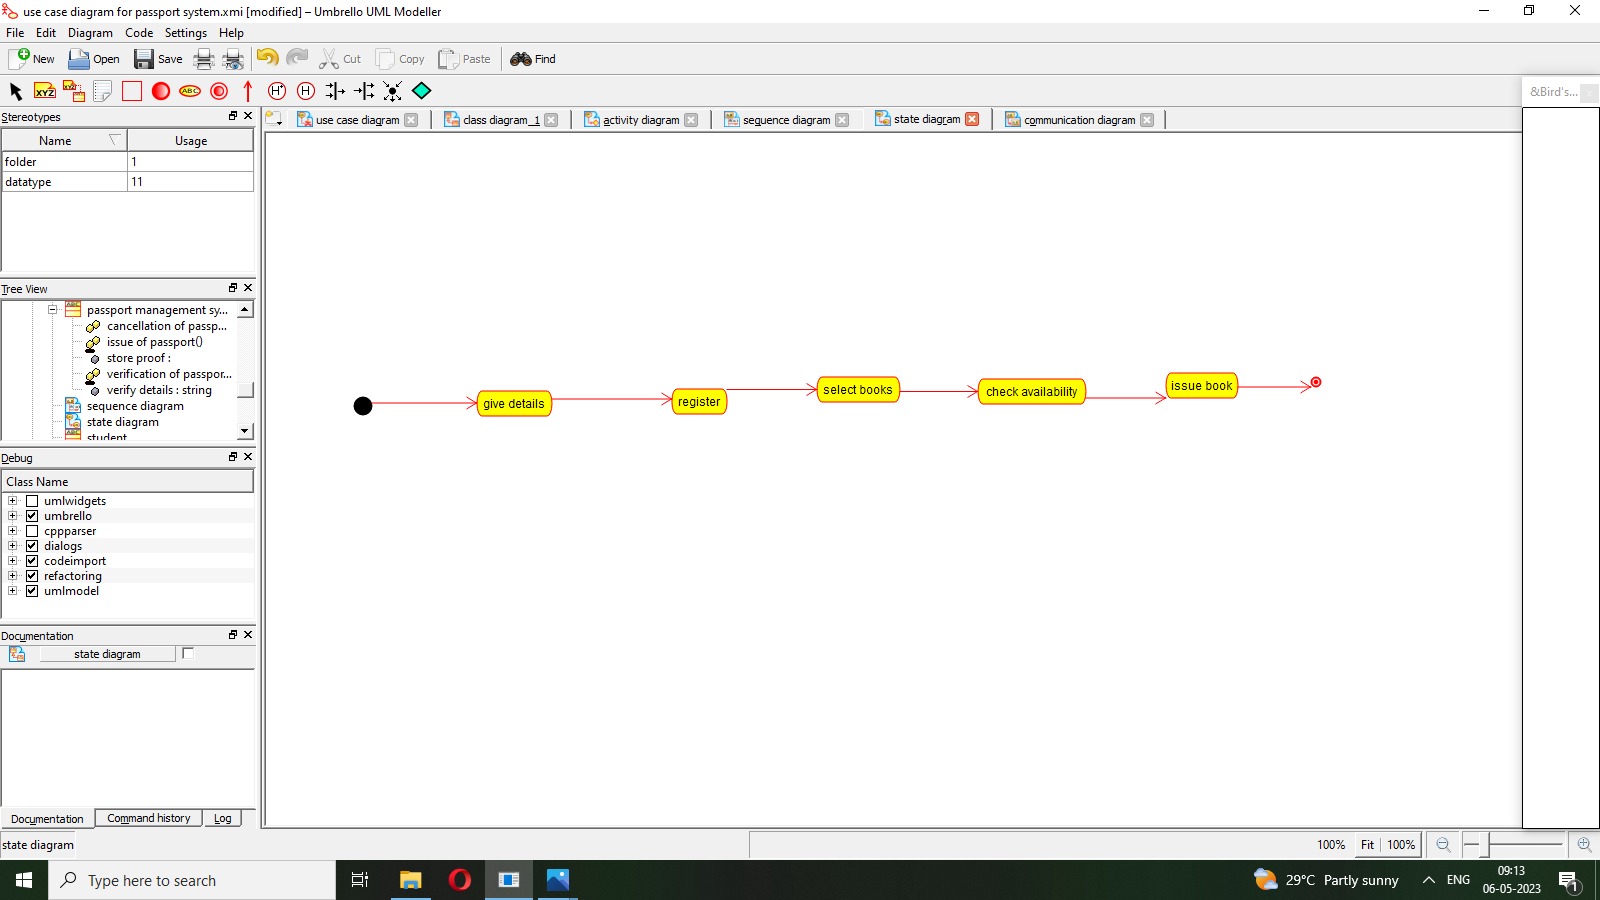 use case diagram for passport system.xmi [modified] – Umbrello UML Modeller
File Edit Diagram Code Settings Help
New Open Save Cut Copy Paste Find
XYZ ABC H* H
&Bird's...
Stereotypes
use case diagram class diagram_1 activity diagram sequence diagram state diagram communication diagram
Name Usage
folder 1
datatype 11
Tree View
passport management sy...
cancellation of passp...
issue of passport()
store proof :
verification of passpor...
verify details : string
sequence diagram
state diagram
student
give details
register
select books
check availability
issue book
Debug
Class Name
umlwidgets
umbrello
cppparser
dialogs
codeimport
refactoring
umlmodel
Documentation
state diagram
Documentation Command history Log
state diagram
100% Fit 100%
Type here to search
29°C Partly sunny
ENG
09:13
06-05-2023
1